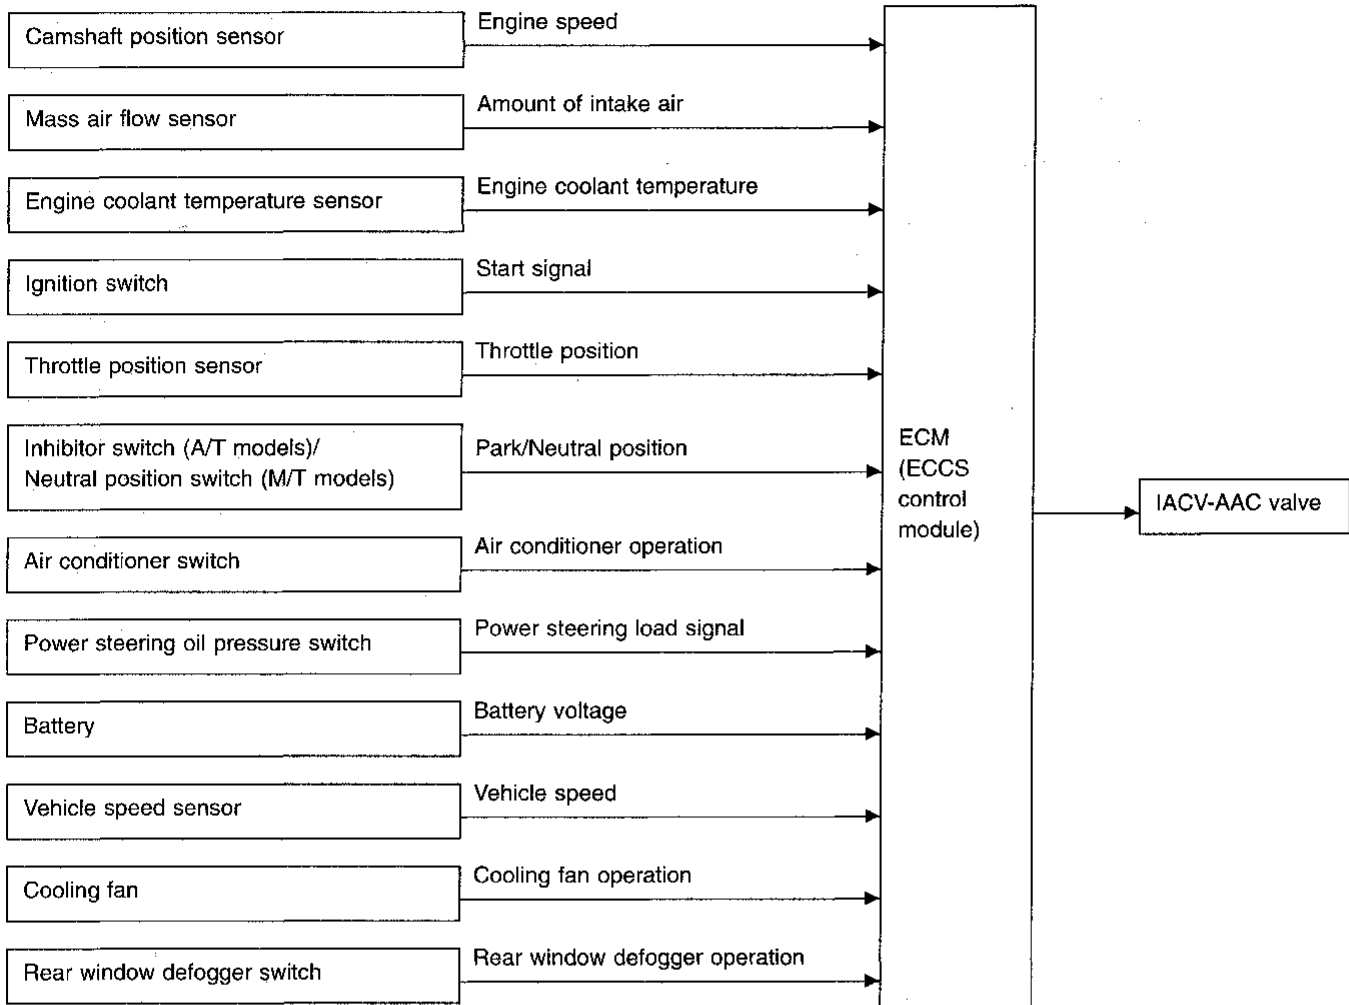 Camshaft position sensor
Engine speed
Mass air flow sensor
Amount of intake air
Engine coolant temperature sensor
Engine coolant temperature
Ignition switch
Start signal
Throttle position sensor
Throttle position
Inhibitor switch (A/T models)/
Neutral position switch (M/T models)
Park/Neutral position
Air conditioner switch
Air conditioner operation
Power steering oil pressure switch
Power steering load signal
Battery
Battery voltage
Vehicle speed sensor
Vehicle speed
Cooling fan
Cooling fan operation
Rear window defogger switch
Rear window defogger operation
ECM
(ECCS
control
module)
IACV-AAC valve